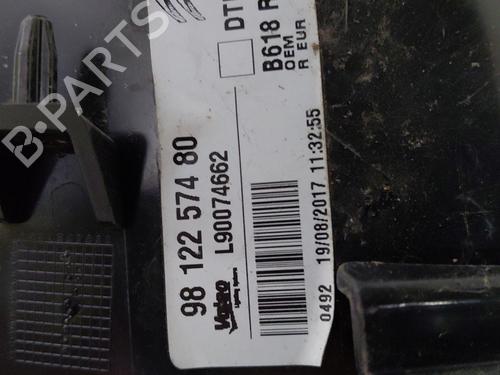 DT
B618 R
OEM
R EUR
98 122 574 80
L90074662
Valeo
19/08/2017 11:32:55
0492
B-PARTS